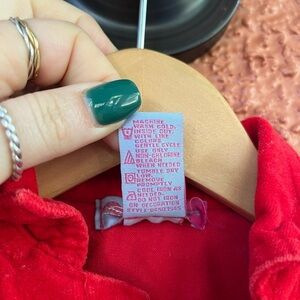 MACHINE
WASH COLD,
INSIDE OUT,
WITH LIKE
COLORS
GENTLE CYCLE
USE ONLY
NON-CHLORINE
BLEACH
WHEN NEEDED
TUMBLE DRY
LOW,
REMOVE
PROMPTLY
COOL IRON AS
NEEDED.
DO NOT IRON
ON DECORATION